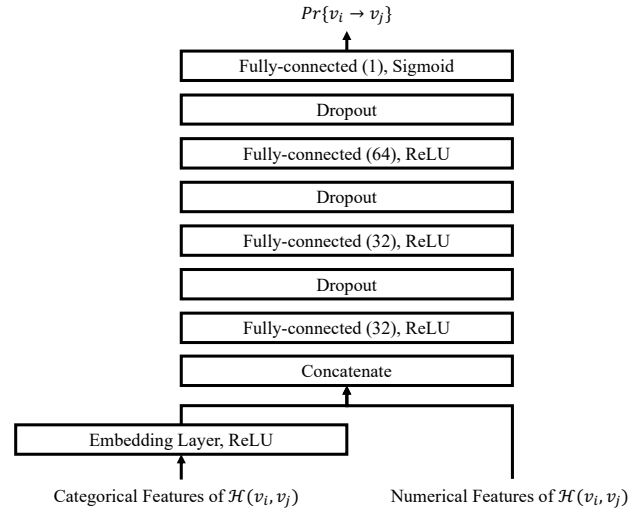 Pr{v_i → v_j}
Fully-connected (1), Sigmoid
Dropout
Fully-connected (64), ReLU
Dropout
Fully-connected (32), ReLU
Dropout
Fully-connected (32), ReLU
Concatenate
Embedding Layer, ReLU
Categorical Features of ℋ(v_i, v_j)
Numerical Features of ℋ(v_i, v_j)